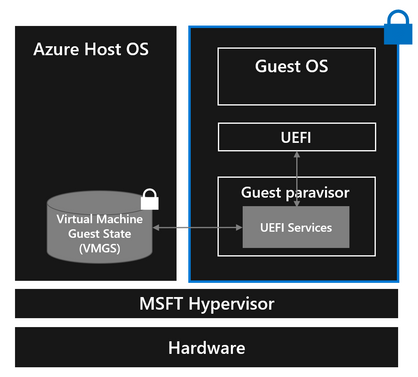 Azure Host OS
Guest OS
UEFI
Guest paravisor
UEFI Services
Virtual Machine
Guest State
(VMGS)
MSFT Hypervisor
Hardware